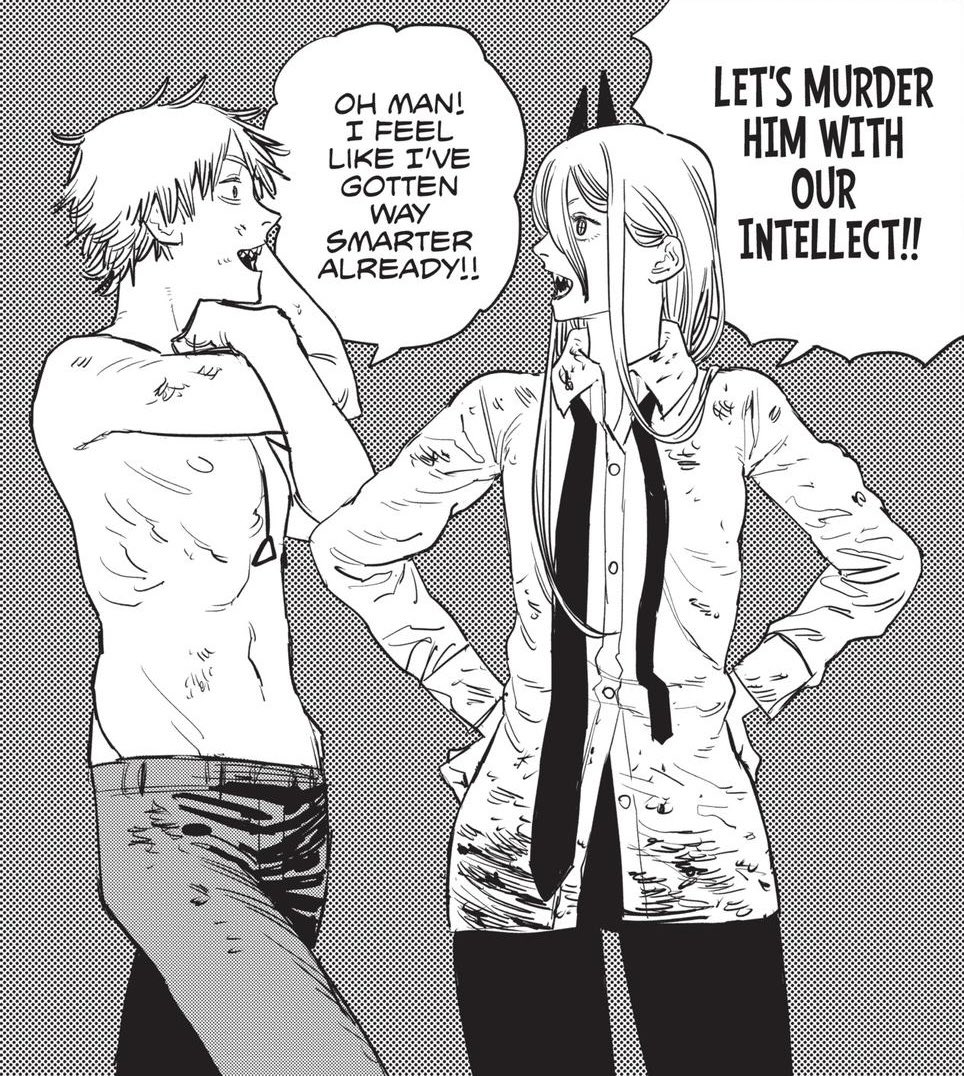 OH MAN!
I FEEL
LIKE I'VE
GOTTEN
WAY
SMARTER
ALREADY!!
LET'S MURDER
HIM WITH
OUR
INTELLECT!!